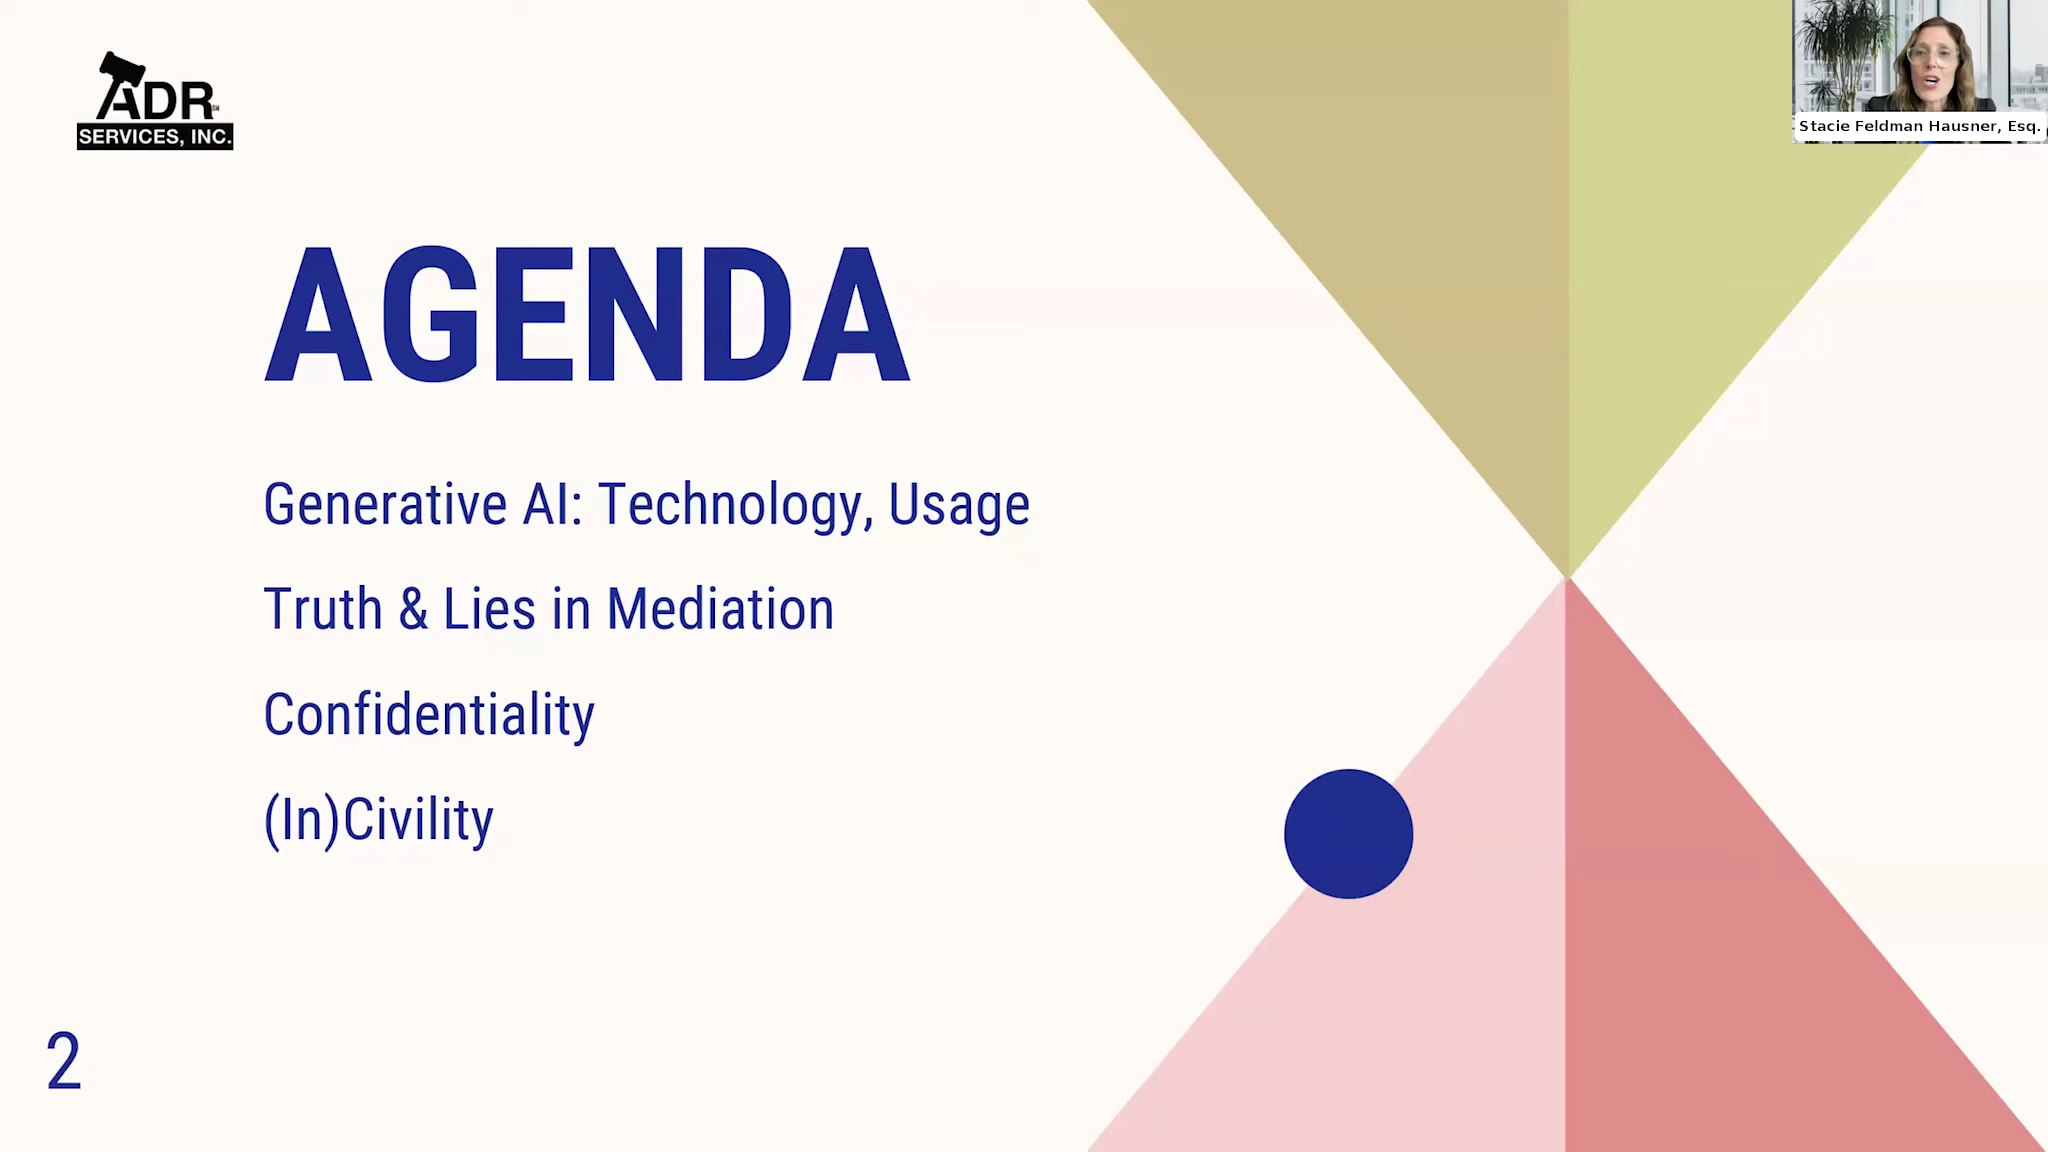 ADR SM
SERVICES, INC.
Stacie Feldman Hausner, Esq.
AGENDA
Generative AI: Technology, Usage
Truth & Lies in Mediation
Confidentiality
(In)Civility
2